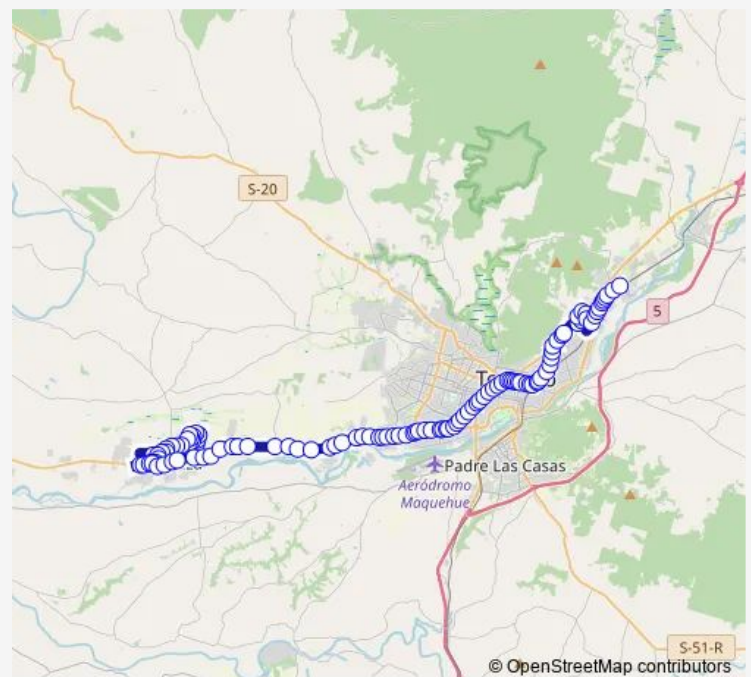 S-20
5
Padre Las Casas
Aeródromo
Maquehue
S-51-R
© OpenStreetMap contributors